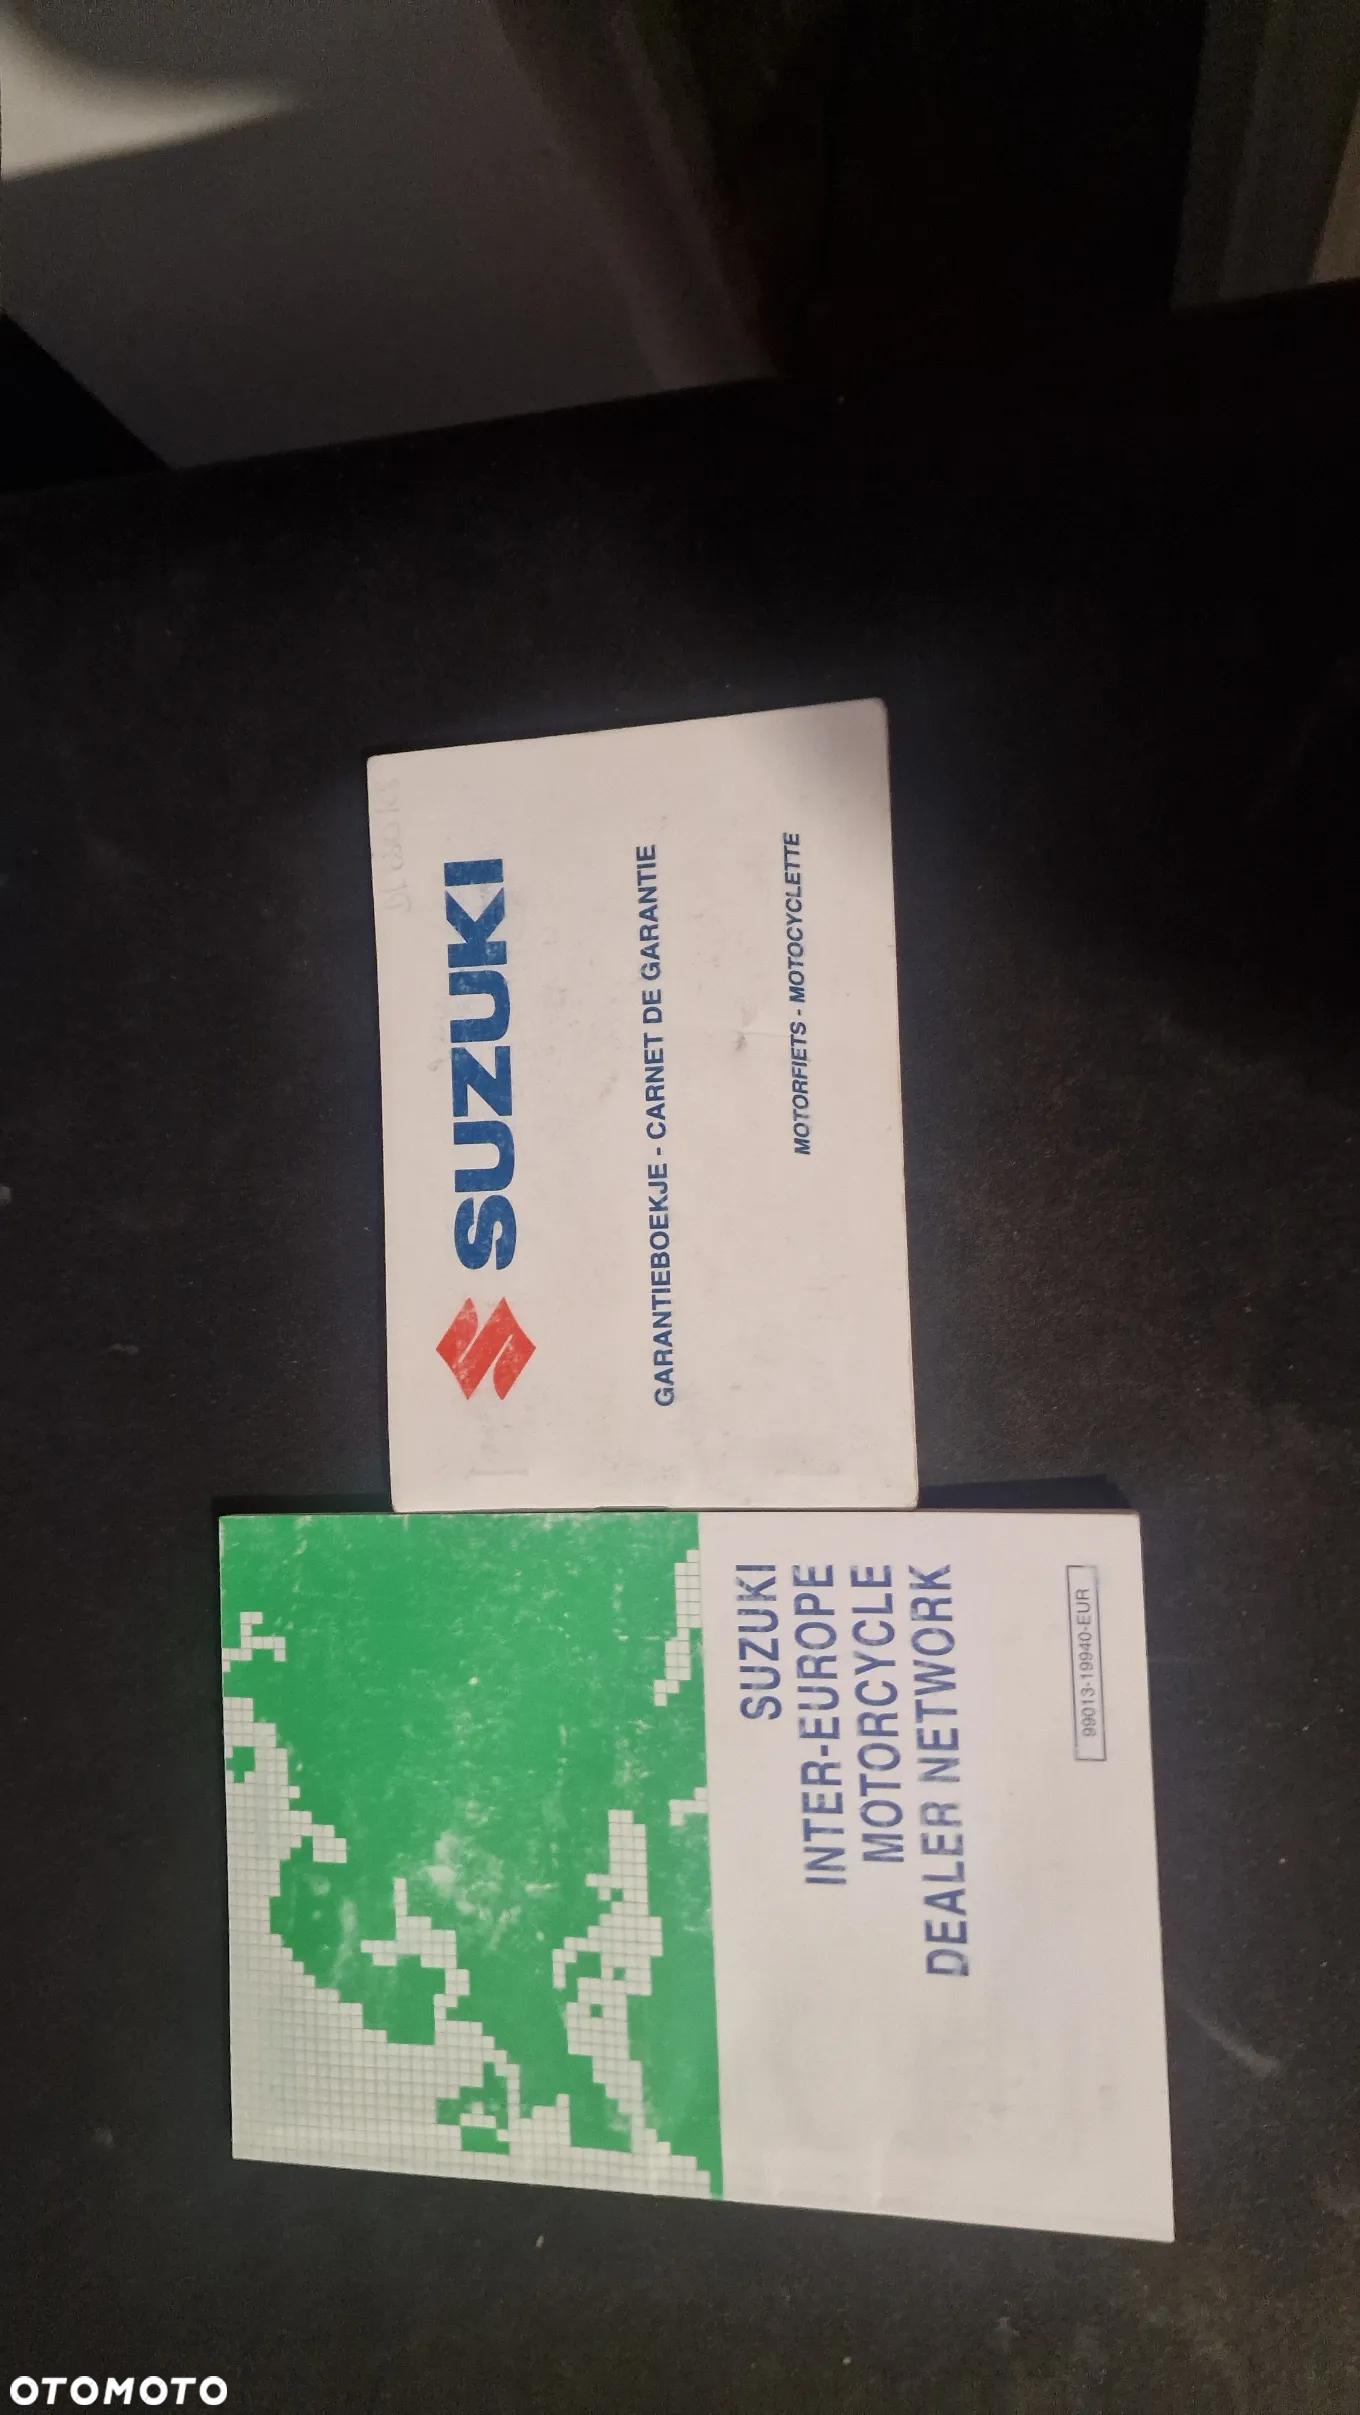 SUZUKI
GARANTIEBOEKJE - CARNET DE GARANTIE
MOTORFIETS - MOTOCYCLETTE
SUZUKI
INTER-EUROPE
MOTORCYCLE
DEALER NETWORK
99013-19940-EUR
OTOMOTO